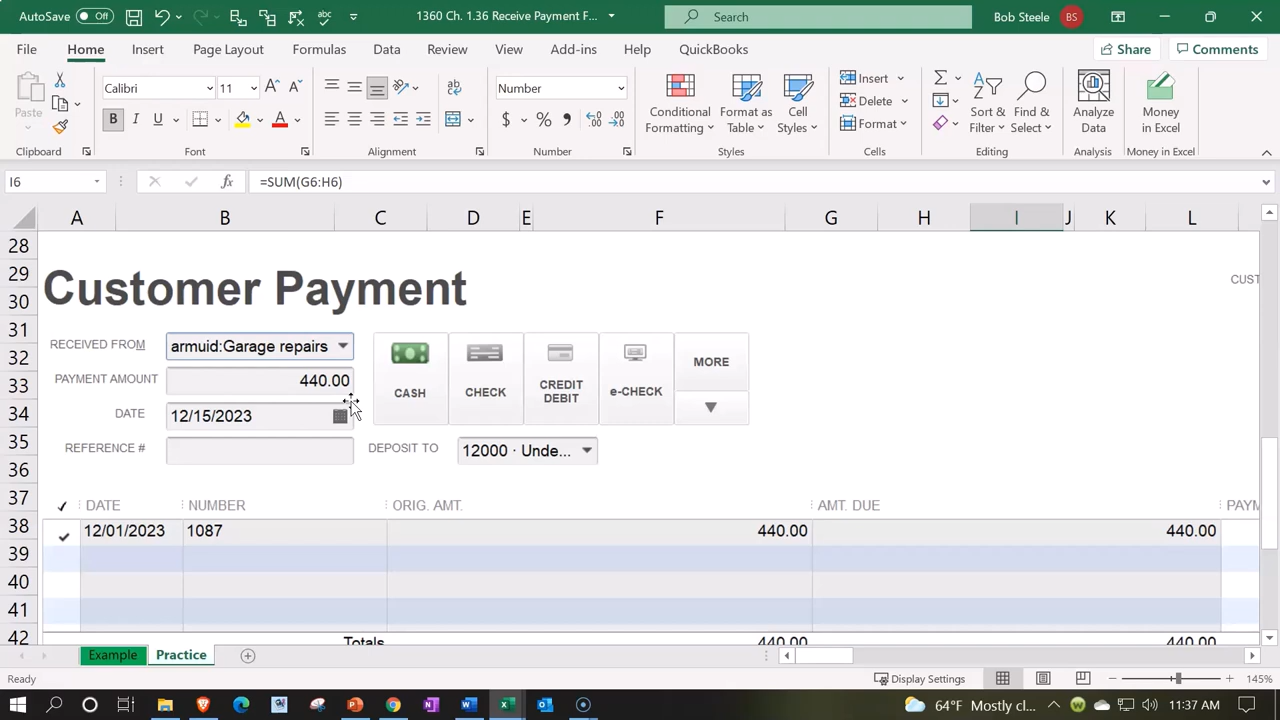 AutoSave Off 1360 Ch. 1.36 Receive Payment F... Search Bob Steele BS
File Home Insert Page Layout Formulas Data Review View Add-ins Help QuickBooks Share Comments
Paste Calibri 11 Number Conditional Formatting Format as Table Cell Styles Insert Delete Format Sort & Filter Find & Select Analyze Data Money in Excel
Clipboard Font Alignment Number Styles Cells Editing Analysis Money in Excel
I6 fx =SUM(G6:H6)
A B C D E F G H I J K L
28
29 Customer Payment CUST
30
31
32 RECEIVED FROM armuid:Garage repairs CASH CHECK CREDIT DEBIT e-CHECK MORE
33 PAYMENT AMOUNT 440.00
34 DATE 12/15/2023
35 REFERENCE # DEPOSIT TO 12000 · Unde...
36
37 DATE NUMBER ORIG. AMT. AMT. DUE PAYM
38 12/01/2023 1087 440.00 440.00
39
40
41
42 Totals 440.00 440.00
Example Practice
Ready Display Settings 145%
64°F Mostly cl... 11:37 AM